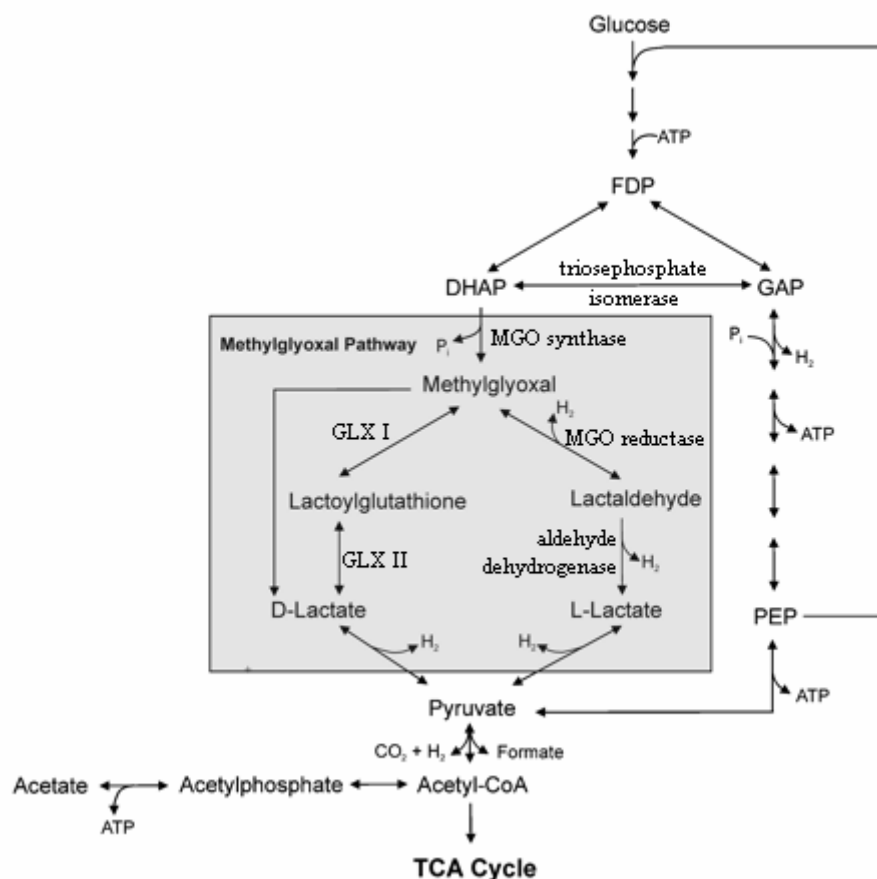 Glucose
ATP
FDP
triosephosphate
DHAP
GAP
isomerase
Methylglyoxal Pathway
Pi
MGO synthase
Pi
H2
Methylglyoxal
H2
GLX I
MGO reductase
ATP
Lactoylglutathione
Lactaldehyde
aldehyde
GLX II
dehydrogenase
H2
D-Lactate
L-Lactate
PEP
H2
H2
ATP
Pyruvate
CO2 + H2
Formate
Acetate
Acetylphosphate
Acetyl-CoA
ATP
TCA Cycle